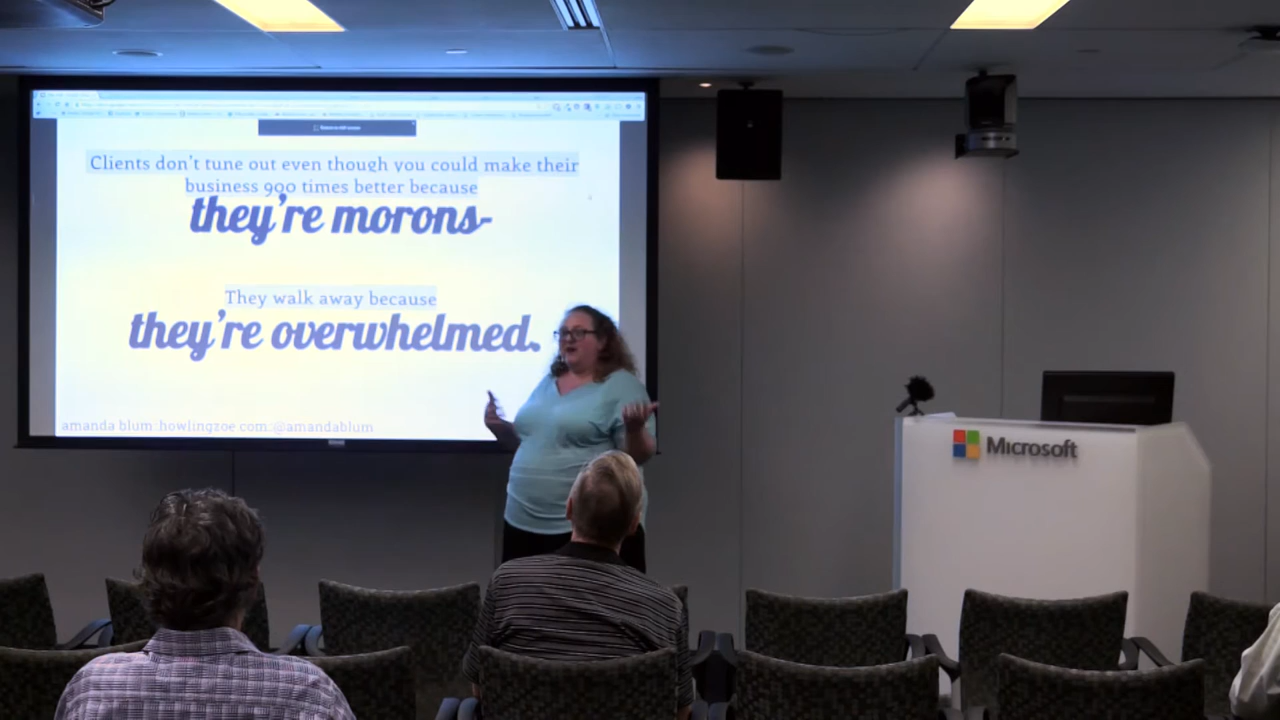 Clients don't tune out even though you could make their
business 900 times better because
they're morons-
They walk away because
they're overwhelmed.
amanda blum::howlingzoe com::@amandablum
Microsoft